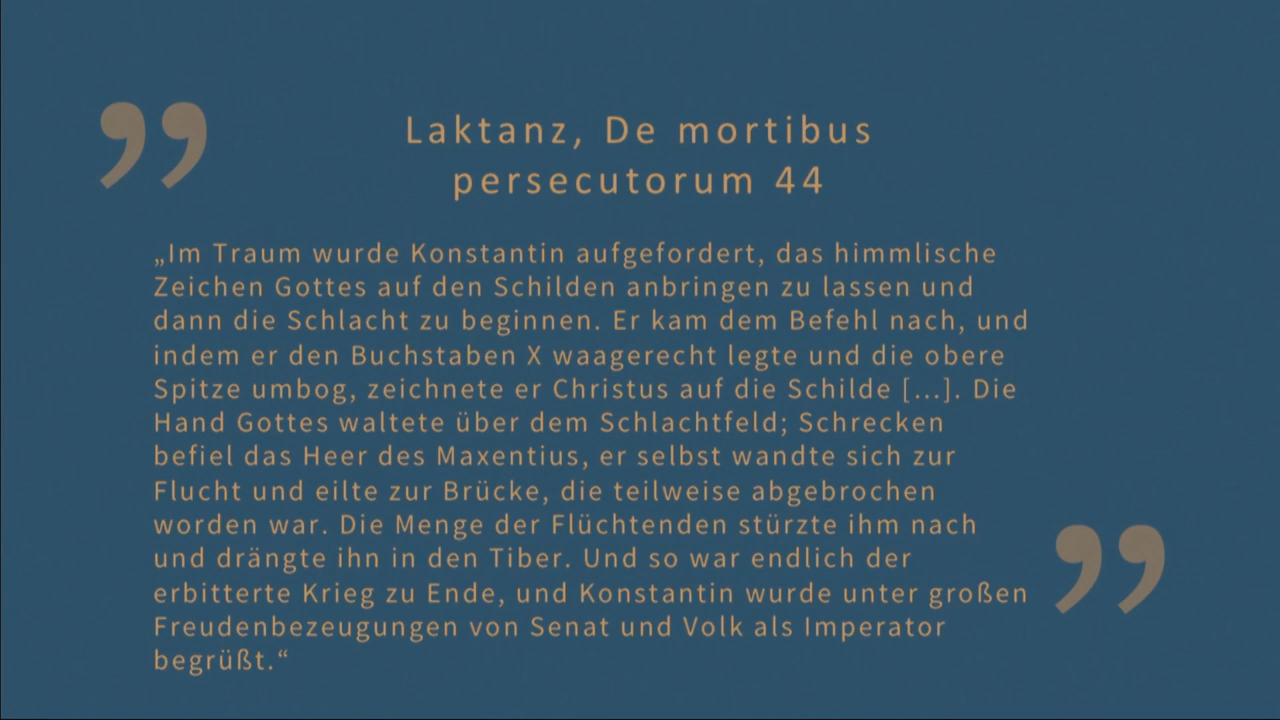 Laktanz, De mortibus
persecutorum 44
„Im Traum wurde Konstantin aufgefordert, das himmlische
Zeichen Gottes auf den Schilden anbringen zu lassen und
dann die Schlacht zu beginnen. Er kam dem Befehl nach, und
indem er den Buchstaben X waagerecht legte und die obere
Spitze umbog, zeichnete er Christus auf die Schilde [...]. Die
Hand Gottes waltete über dem Schlachtfeld; Schrecken
befiel das Heer des Maxentius, er selbst wandte sich zur
Flucht und eilte zur Brücke, die teilweise abgebrochen
worden war. Die Menge der Flüchtenden stürzte ihm nach
und drängte ihn in den Tiber. Und so war endlich der
erbitterte Krieg zu Ende, und Konstantin wurde unter großen
Freudenbezeugungen von Senat und Volk als Imperator
begrüßt.“